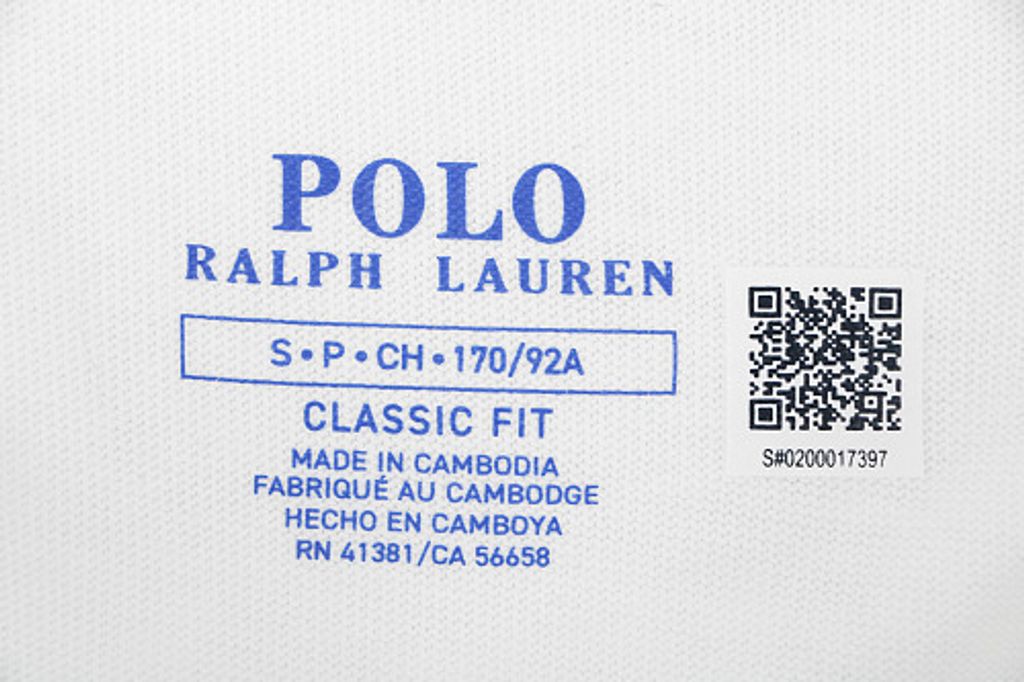 POLO
RALPH LAUREN
S • P • CH • 170/92A
CLASSIC FIT
MADE IN CAMBODIA
FABRIQUÉ AU CAMBODGE
HECHO EN CAMBOYA
RN 41381/CA 56658
S#0200017397